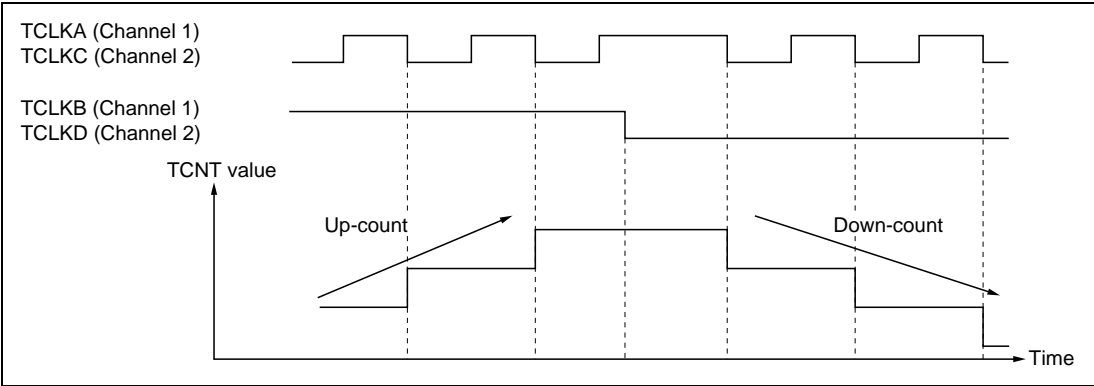 TCLKA (Channel 1)
TCLKC (Channel 2)
TCLKB (Channel 1)
TCLKD (Channel 2)
TCNT value
Up-count
Down-count
Time